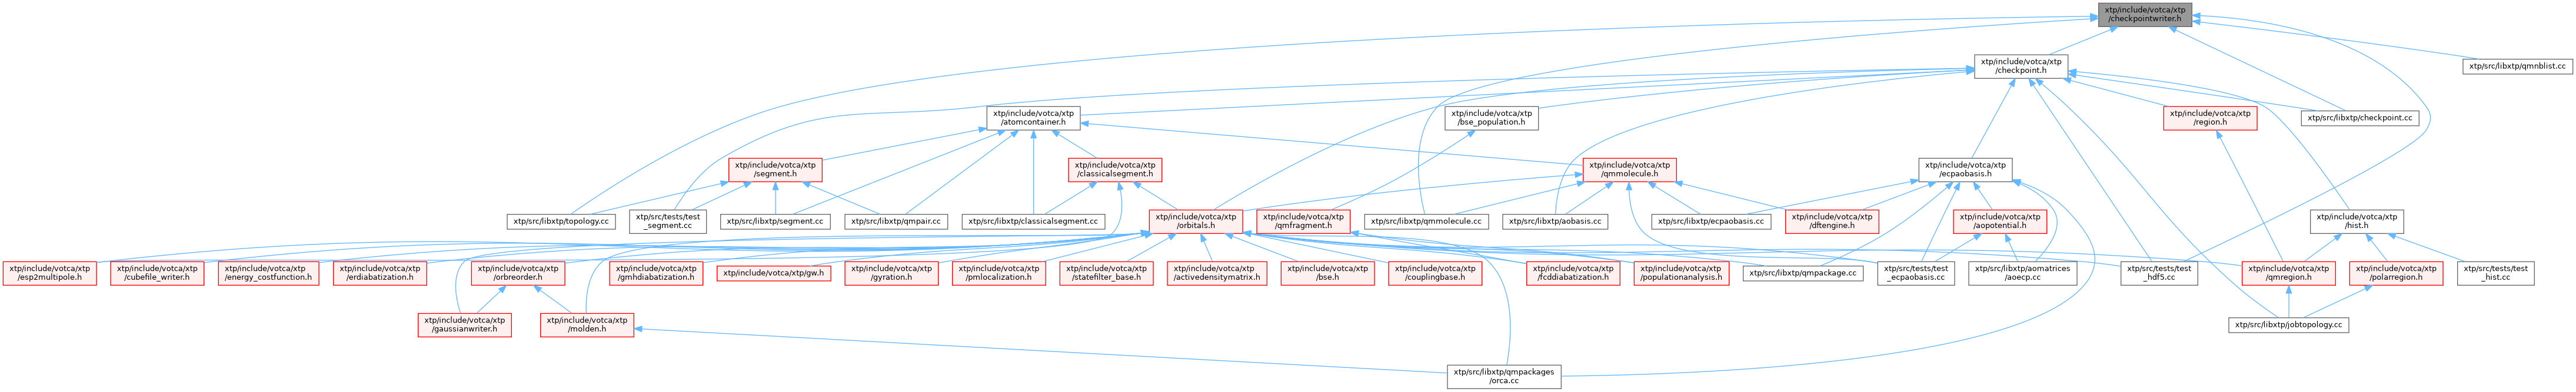 xtp/include/votca/xtp
/checkpointwriter.h
xtp/include/votca/xtp
/checkpoint.h
xtp/src/libxtp/qmnblist.cc
xtp/include/votca/xtp
/atomcontainer.h
xtp/include/votca/xtp
/bse_population.h
xtp/include/votca/xtp
/region.h
xtp/src/libxtp/checkpoint.cc
xtp/include/votca/xtp
/segment.h
xtp/include/votca/xtp
/classicalsegment.h
xtp/include/votca/xtp
/qmmolecule.h
xtp/include/votca/xtp
/ecpaobasis.h
xtp/src/libxtp/topology.cc
xtp/src/tests/test
_segment.cc
xtp/src/libxtp/segment.cc
xtp/src/libxtp/qmpair.cc
xtp/src/libxtp/classicalsegment.cc
xtp/include/votca/xtp
/orbitals.h
xtp/include/votca/xtp
/qmfragment.h
xtp/src/libxtp/qmmolecule.cc
xtp/src/libxtp/aobasis.cc
xtp/src/libxtp/ecpaobasis.cc
xtp/include/votca/xtp
/dftengine.h
xtp/include/votca/xtp
/aopotential.h
xtp/include/votca/xtp
/hist.h
xtp/include/votca/xtp
/esp2multipole.h
xtp/include/votca/xtp
/cubefile_writer.h
xtp/include/votca/xtp
/energy_costfunction.h
xtp/include/votca/xtp
/erdiabatization.h
xtp/include/votca/xtp
/orbreorder.h
xtp/include/votca/xtp
/gmhdiabatization.h
xtp/include/votca/xtp/gw.h
xtp/include/votca/xtp
/gyration.h
xtp/include/votca/xtp
/pmlocalization.h
xtp/include/votca/xtp
/statefilter_base.h
xtp/include/votca/xtp
/activedensitymatrix.h
xtp/include/votca/xtp
/bse.h
xtp/include/votca/xtp
/couplingbase.h
xtp/include/votca/xtp
/fcddiabatization.h
xtp/include/votca/xtp
/populationanalysis.h
xtp/src/libxtp/qmpackage.cc
xtp/src/tests/test
_ecpaobasis.cc
xtp/src/libxtp/aomatrices
/aoecp.cc
xtp/src/tests/test
_hdf5.cc
xtp/include/votca/xtp
/qmregion.h
xtp/include/votca/xtp
/polarregion.h
xtp/src/tests/test
_hist.cc
xtp/include/votca/xtp
/gaussianwriter.h
xtp/include/votca/xtp
/molden.h
xtp/src/libxtp/jobtopology.cc
xtp/src/libxtp/qmpackages
/orca.cc